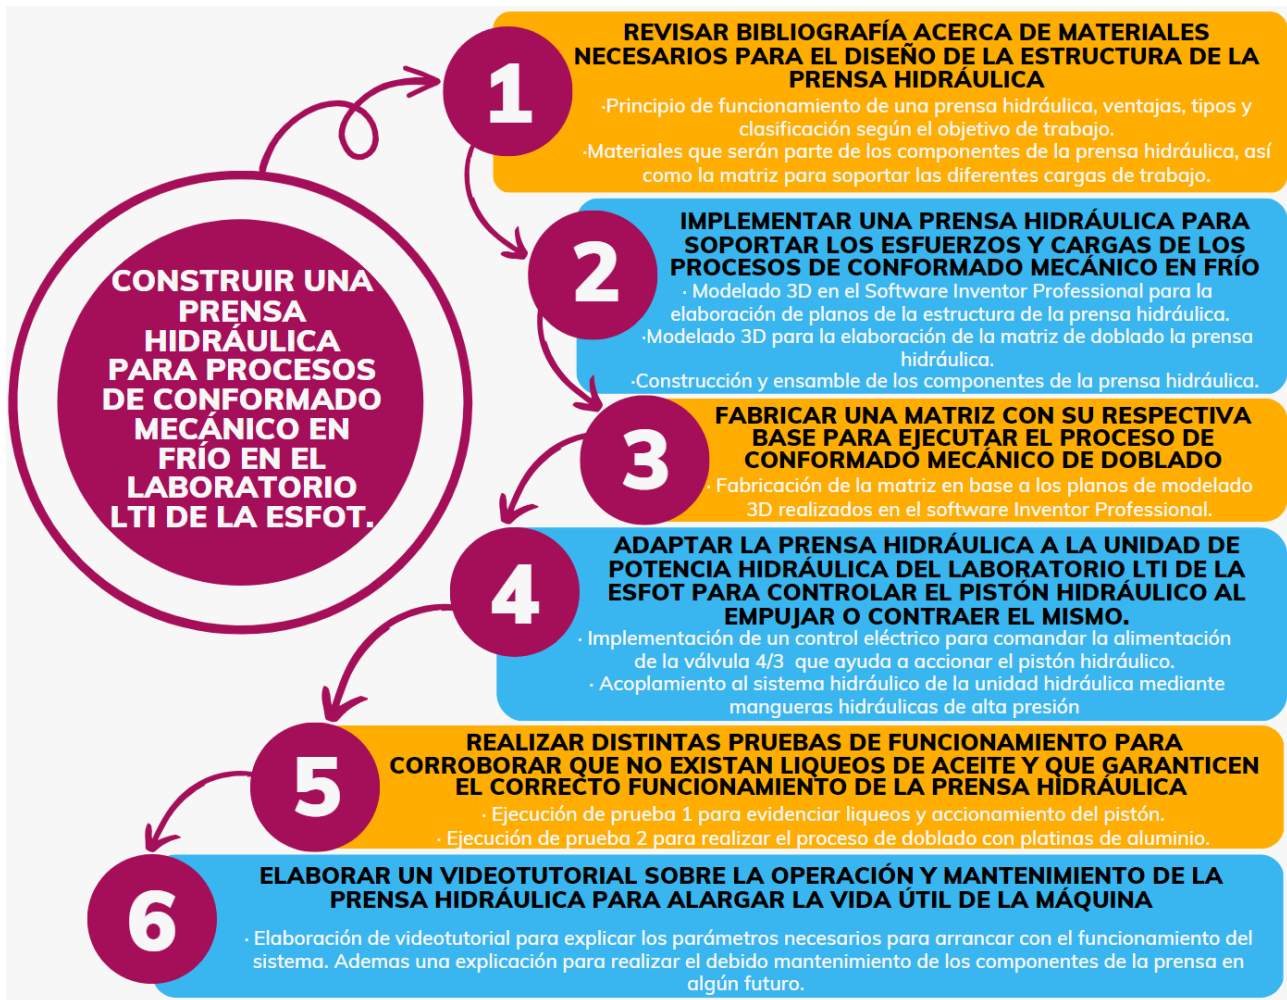 CONSTRUIR UNA
PRENSA
HIDRÁULICA
PARA PROCESOS
DE CONFORMADO
MECÁNICO EN
FRÍO EN EL
LABORATORIO
LTI DE LA ESFOT.
1
REVISAR BIBLIOGRAFÍA ACERCA DE MATERIALES
NECESARIOS PARA EL DISEÑO DE LA ESTRUCTURA DE LA
PRENSA HIDRÁULICA
·Principio de funcionamiento de una prensa hidráulica, ventajas, tipos y
clasificación según el objetivo de trabajo.
·Materiales que serán parte de los componentes de la prensa hidráulica, así
como la matriz para soportar las diferentes cargas de trabajo.
2
IMPLEMENTAR UNA PRENSA HIDRÁULICA PARA
SOPORTAR LOS ESFUERZOS Y CARGAS DE LOS
PROCESOS DE CONFORMADO MECÁNICO EN FRÍO
· Modelado 3D en el Software Inventor Professional para la
elaboración de planos de la estructura de la prensa hidráulica.
·Modelado 3D para la elaboración de la matriz de doblado la prensa
hidráulica.
·Construcción y ensamble de los componentes de la prensa hidráulica.
3
FABRICAR UNA MATRIZ CON SU RESPECTIVA
BASE PARA EJECUTAR EL PROCESO DE
CONFORMADO MECÁNICO DE DOBLADO
· Fabricación de la matriz en base a los planos de modelado
3D realizados en el software Inventor Professional.
4
ADAPTAR LA PRENSA HIDRÁULICA A LA UNIDAD DE
POTENCIA HIDRÁULICA DEL LABORATORIO LTI DE LA
ESFOT PARA CONTROLAR EL PISTÓN HIDRÁULICO AL
EMPUJAR O CONTRAER EL MISMO.
· Implementación de un control eléctrico para comandar la alimentación
de la válvula 4/3 que ayuda a accionar el pistón hidráulico.
· Acoplamiento al sistema hidráulico de la unidad hidráulica mediante
mangueras hidráulicas de alta presión
5
REALIZAR DISTINTAS PRUEBAS DE FUNCIONAMIENTO PARA
CORROBORAR QUE NO EXISTAN LIQUEOS DE ACEITE Y QUE GARANTICEN
EL CORRECTO FUNCIONAMIENTO DE LA PRENSA HIDRÁULICA
· Ejecución de prueba 1 para evidenciar liqueos y accionamiento del pistón.
· Ejecución de prueba 2 para realizar el proceso de doblado con platinas de aluminio.
6
ELABORAR UN VIDEOTUTORIAL SOBRE LA OPERACIÓN Y MANTENIMIENTO DE LA
PRENSA HIDRÁULICA PARA ALARGAR LA VIDA ÚTIL DE LA MÁQUINA
· Elaboración de videotutorial para explicar los parámetros necesarios para arrancar con el funcionamiento del
sistema. Ademas una explicación para realizar el debido mantenimiento de los componentes de la prensa en
algún futuro.